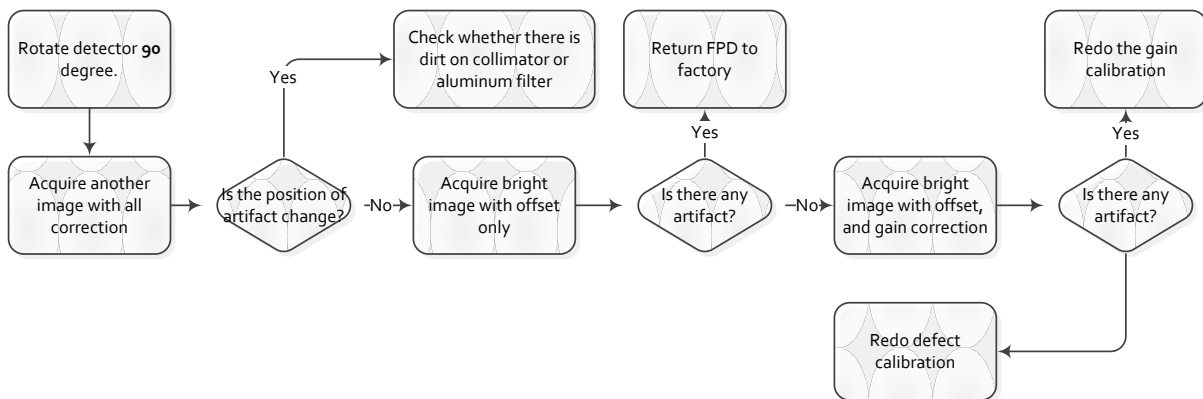 Rotate detector 90
degree.
Yes
Check whether there is
dirt on collimator or
aluminum filter
Return FPD to
factory
Redo the gain
calibration
Yes
Yes
Acquire another
image with all
correction
Is the position of
artifact change?
No
Acquire bright
image with offset
only
Is there any
artifact?
No
Acquire bright
image with offset,
and gain correction
Is there any
artifact?
Redo defect
calibration